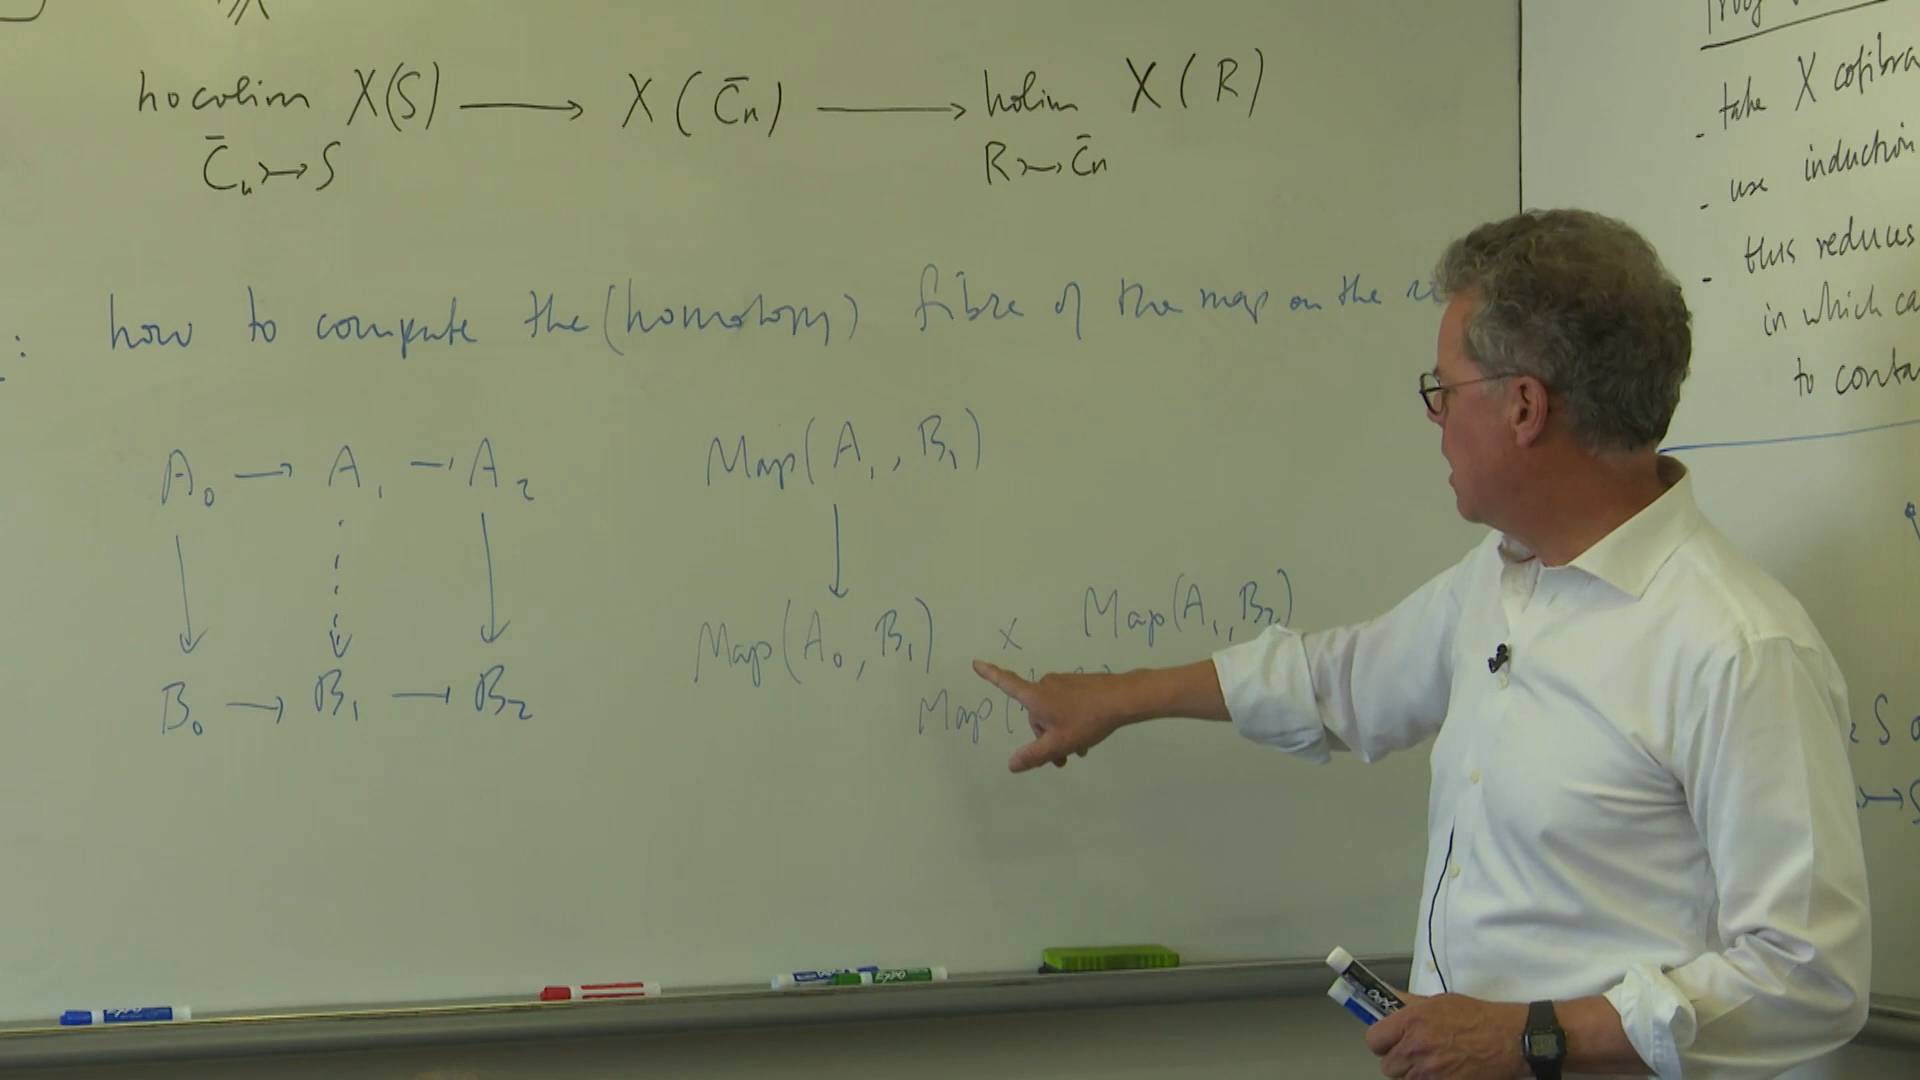 hocolim X(S) ⟶ X(C̄n) ⟶ holim X(R)
C̄n ↣ S R ↣ C̄n
: how to compute the (homotopy) fibre of the map on the
A₀ → A₁ → A₂ Map(A₁, B₁)
Map(A₀, B₁) × Map(A₁, B₂)
Map(
B₀ → B₁ → B₂
- take X cofibra
- use induction
- this reduces
in which ca
to conta
S